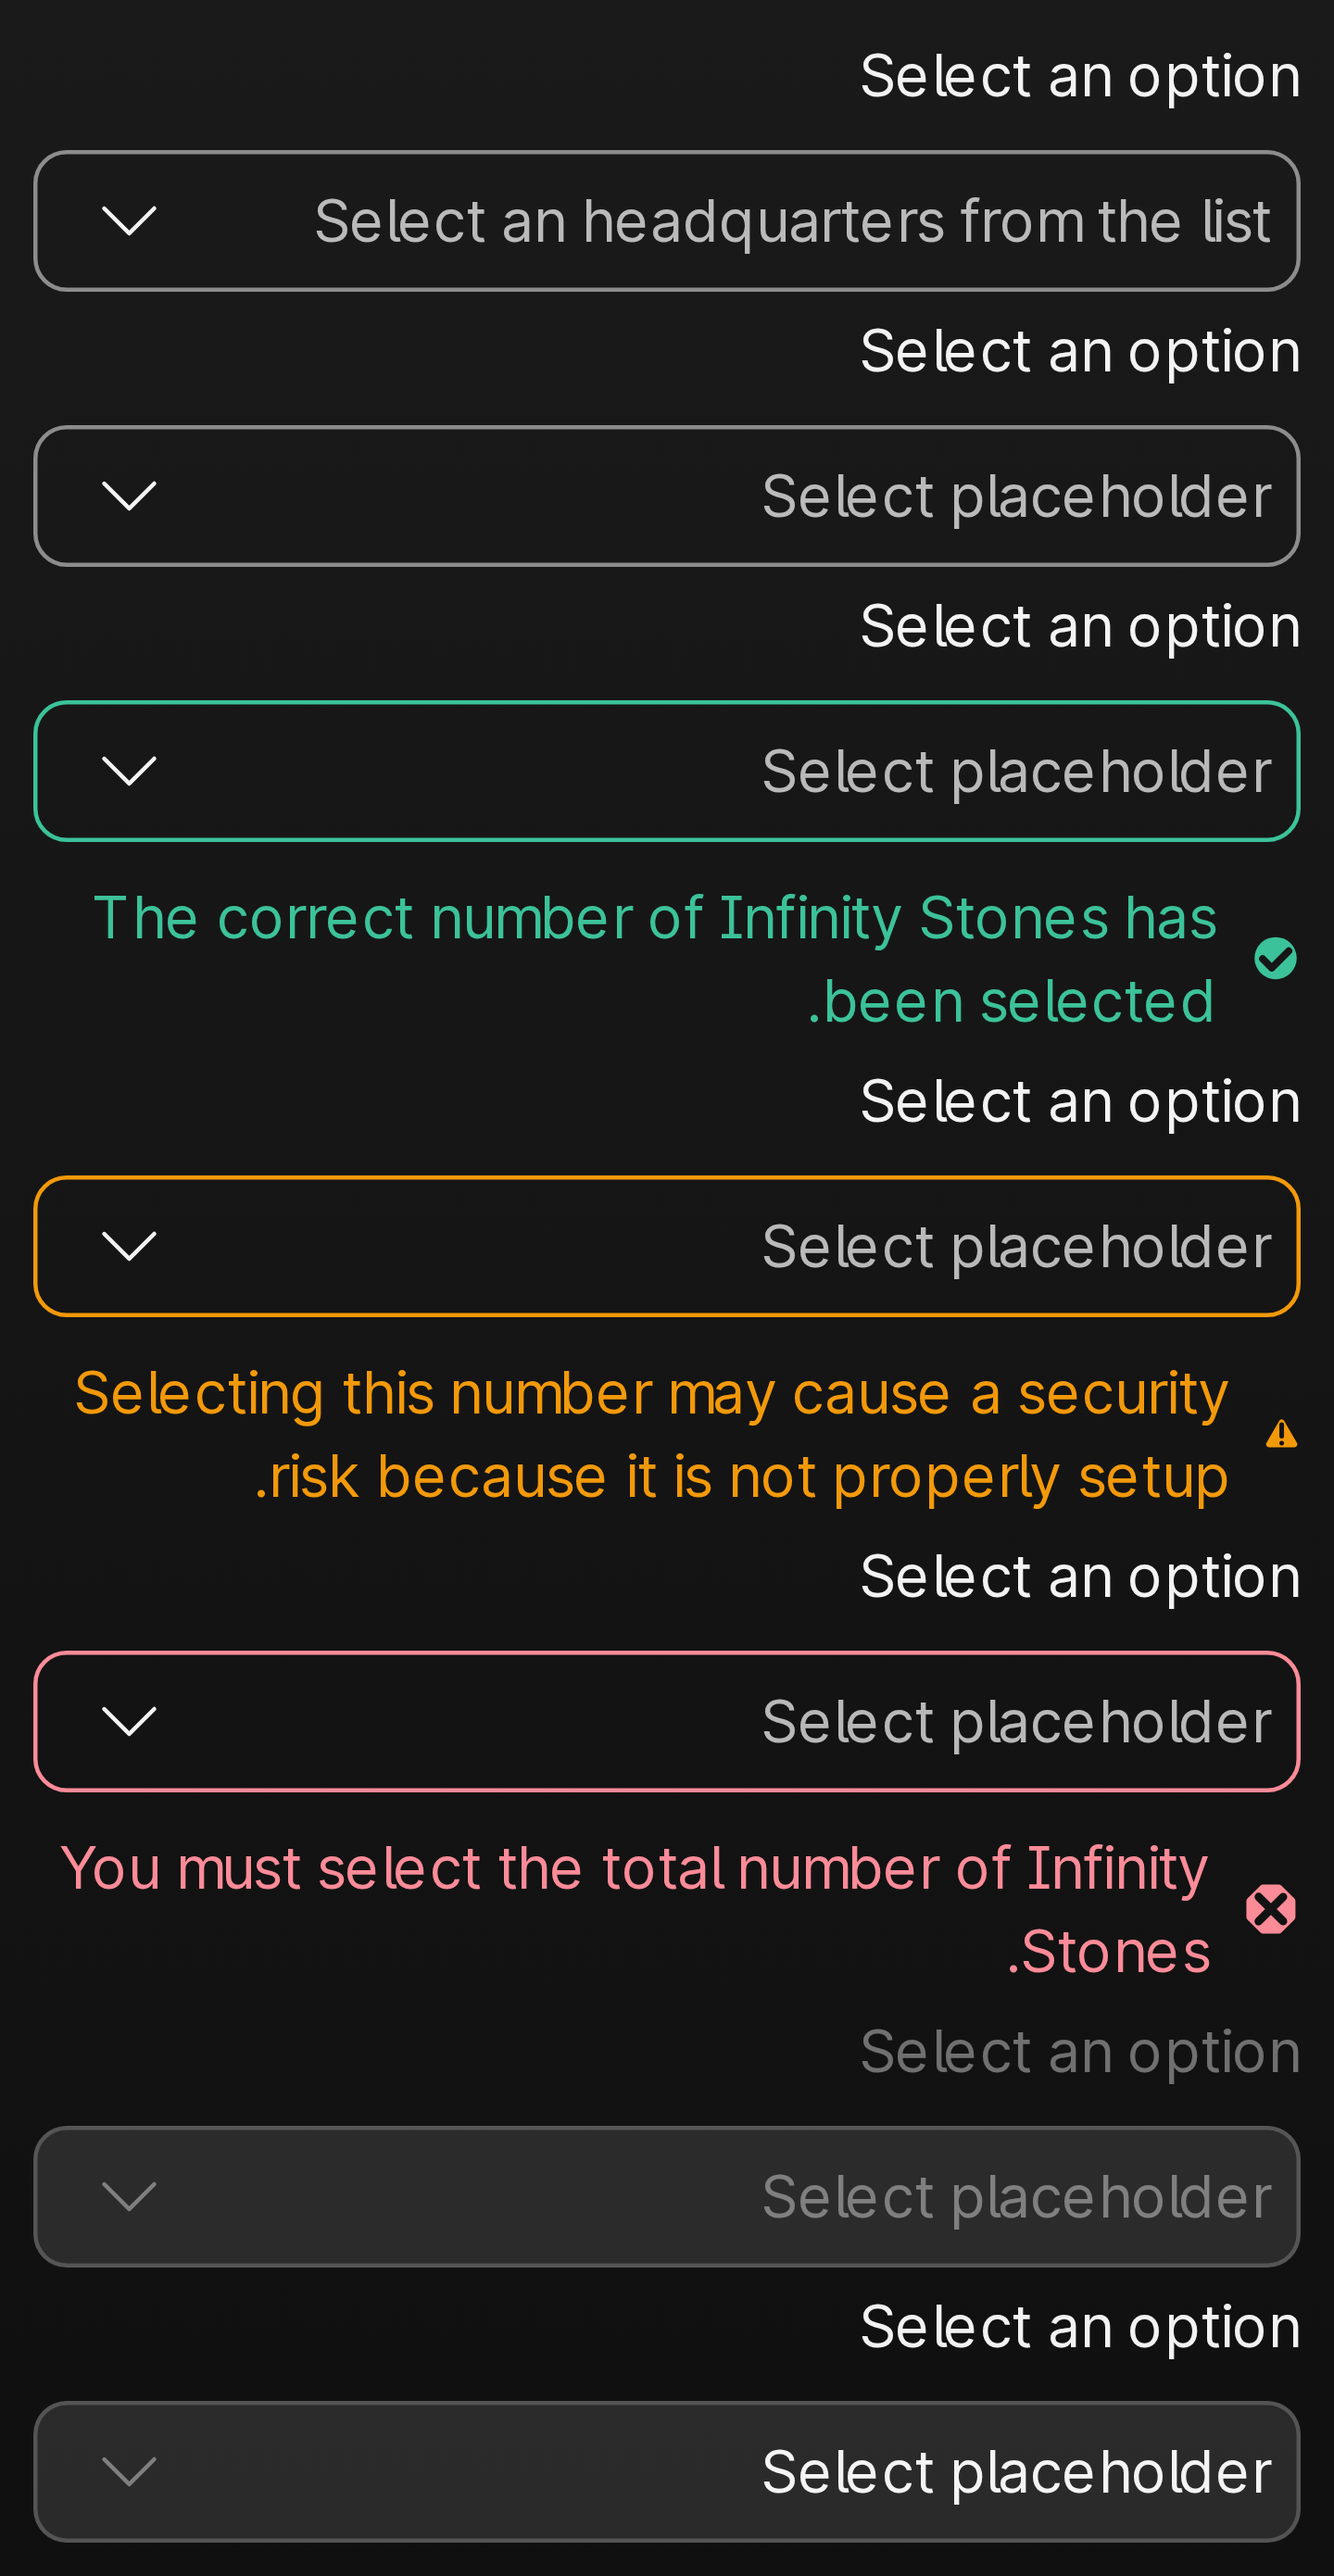 Select an option
Select an headquarters from the list
Select an option
Select placeholder
Select an option
Select placeholder
The correct number of Infinity Stones has
.been selected
Select an option
Select placeholder
Selecting this number may cause a security
.risk because it is not properly setup
Select an option
Select placeholder
You must select the total number of Infinity
.Stones
Select an option
Select placeholder
Select an option
Select placeholder